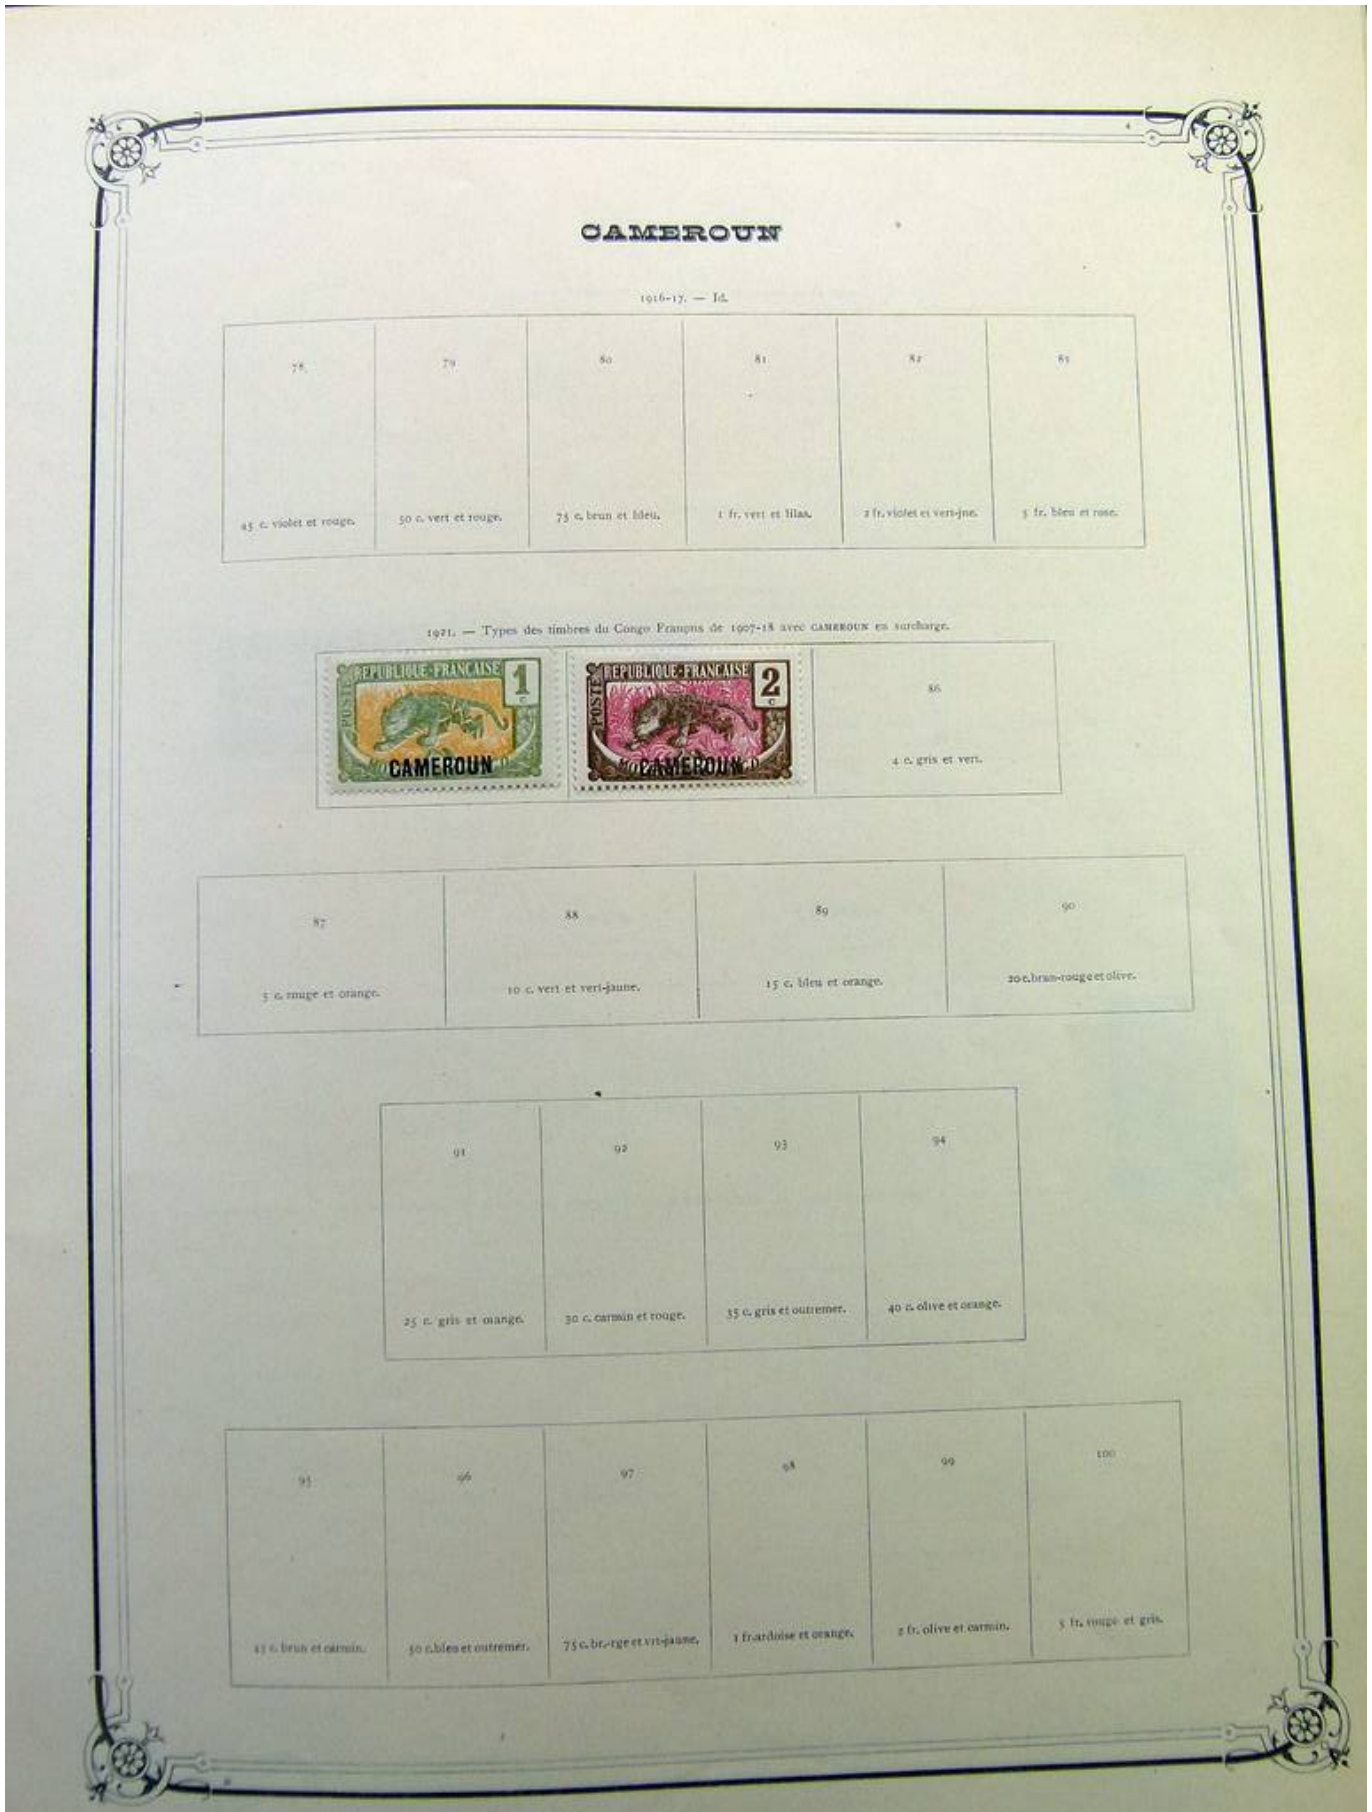 CAMEROUN
1916-17. — Id.
78 79 80 81 82 83
45 c. violet et rouge. 50 c. vert et rouge. 75 c. brun et bleu. 1 fr. vert et lilas. 2 fr. violet et vert-jne. 5 fr. bleu et rose.
1921. — Types des timbres du Congo Français de 1907-18 avec CAMEROUN en surcharge.
REPUBLIQUE-FRANÇAISE 1 c
POSTES
CAMEROUN
REPUBLIQUE-FRANÇAISE 2 c
POSTES
CAMEROUN
86
4 c. gris et vert.
87 88 89 90
5 c. rouge et orange. 10 c. vert et vert-jaune. 15 c. bleu et orange. 20 c. brun-rouge et olive.
91 92 93 94
25 c. gris et orange. 30 c. carmin et rouge. 35 c. gris et outremer. 40 c. olive et orange.
95 96 97 98 99 100
45 c. brun et carmin. 50 c. bleu et outremer. 75 c. br.-rge et vrt-jaune. 1 fr. ardoise et orange. 2 fr. olive et carmin. 5 fr. rouge et gris.